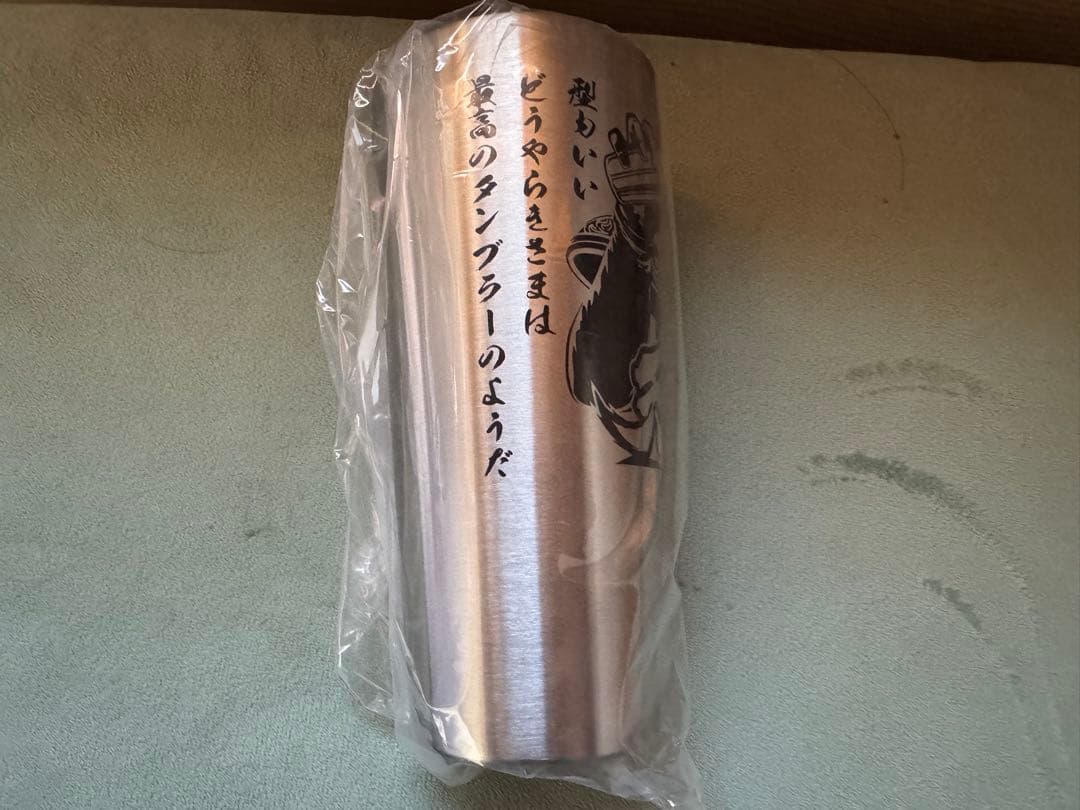 型もいい
どうやらきさまは
最高のタンブラーのようだ